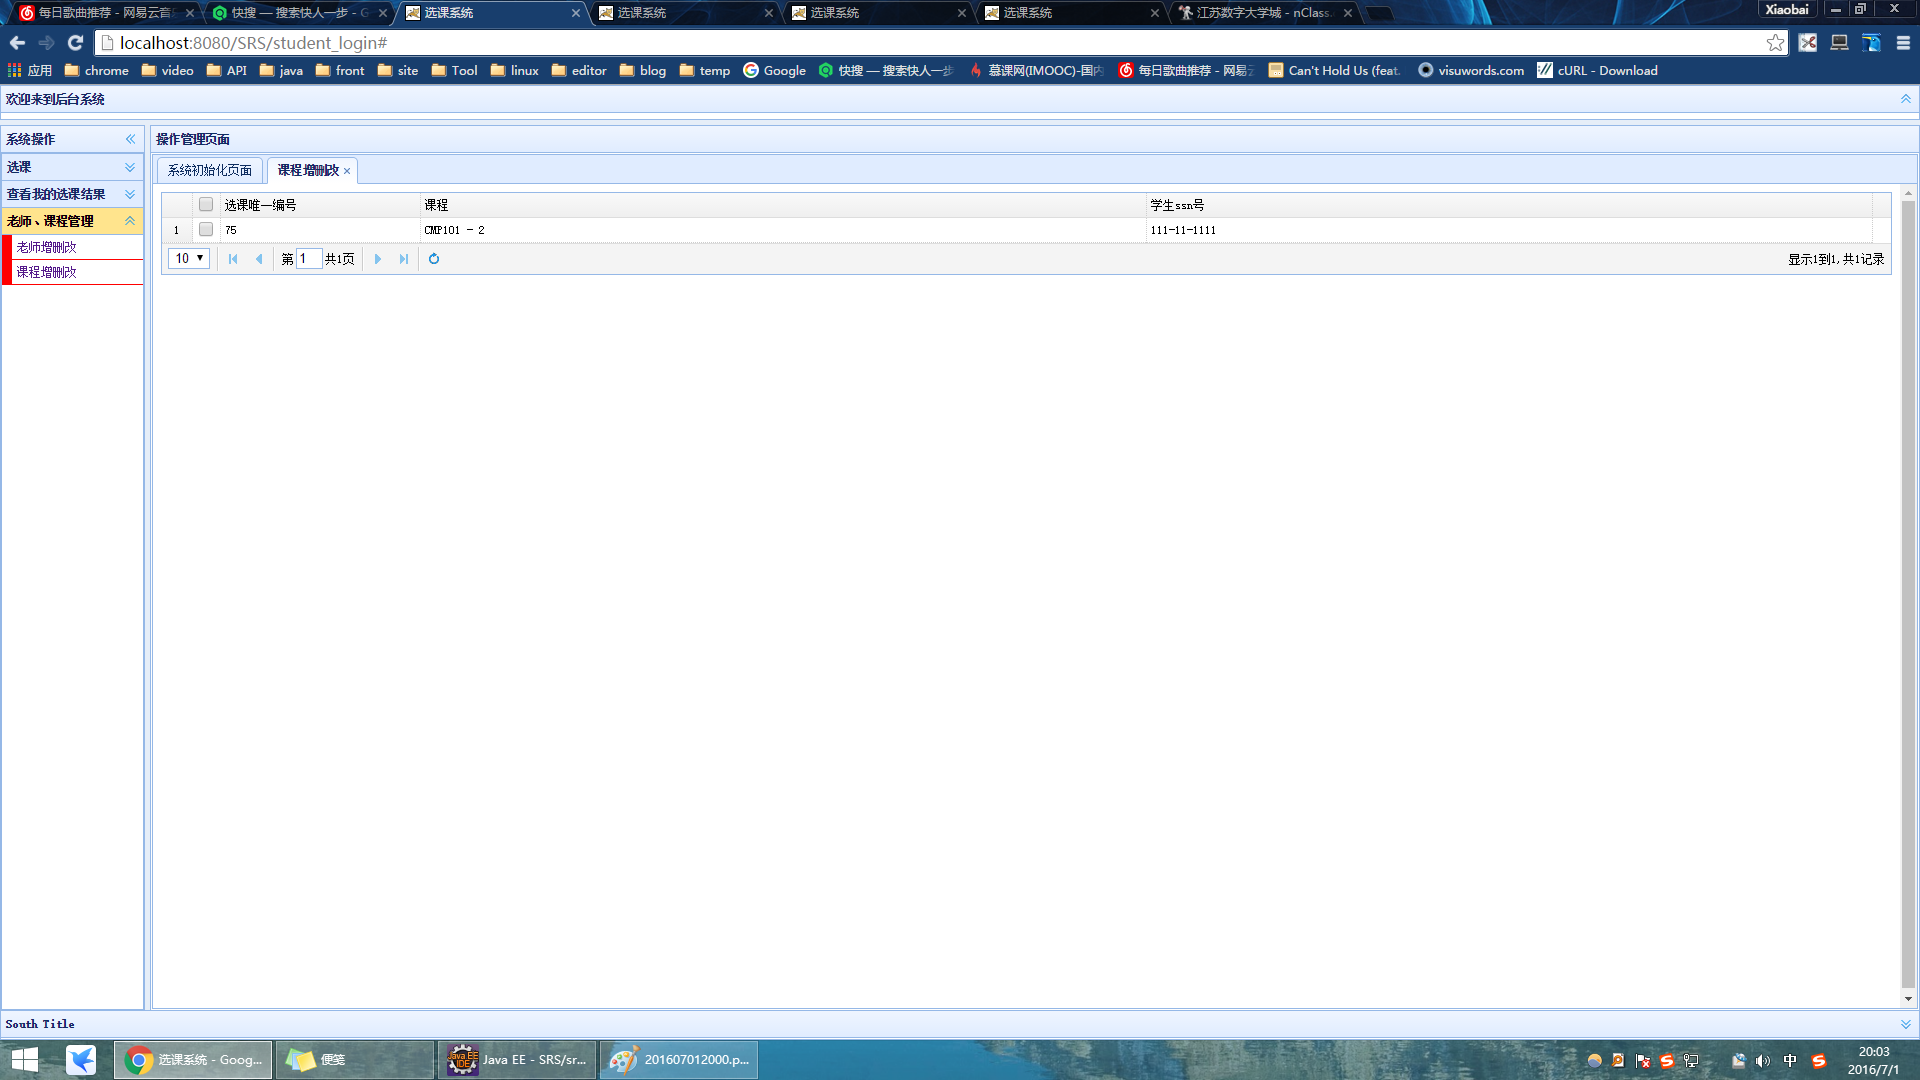 每日歌曲推荐 - 网易云音
快搜 — 搜索快人一步 - G
选课系统
选课系统
选课系统
选课系统
江苏数字大学城 - nClass
Xiaobai
localhost:8080/SRS/student_login#
应用
chrome
video
API
java
front
site
Tool
linux
editor
blog
temp
Google
快搜 — 搜索快人一步
慕课网(IMOOC)-国内
每日歌曲推荐 - 网易云
Can't Hold Us (feat.
visuwords.com
cURL - Download
欢迎来到后台系统
系统操作
操作管理页面
选课
查看我的选课结果
老师、课程管理
老师增删改
课程增删改
系统初始化页面
课程增删改
选课唯一编号 课程 学生ssn号
1 75 CMP101 - 2 111-11-1111
10 第 1 共1页 显示1到1,共1记录
South Title
选课系统 - Goog...
便笺
Java EE - SRS/sr...
201607012000.p...
中
20:03
2016/7/1